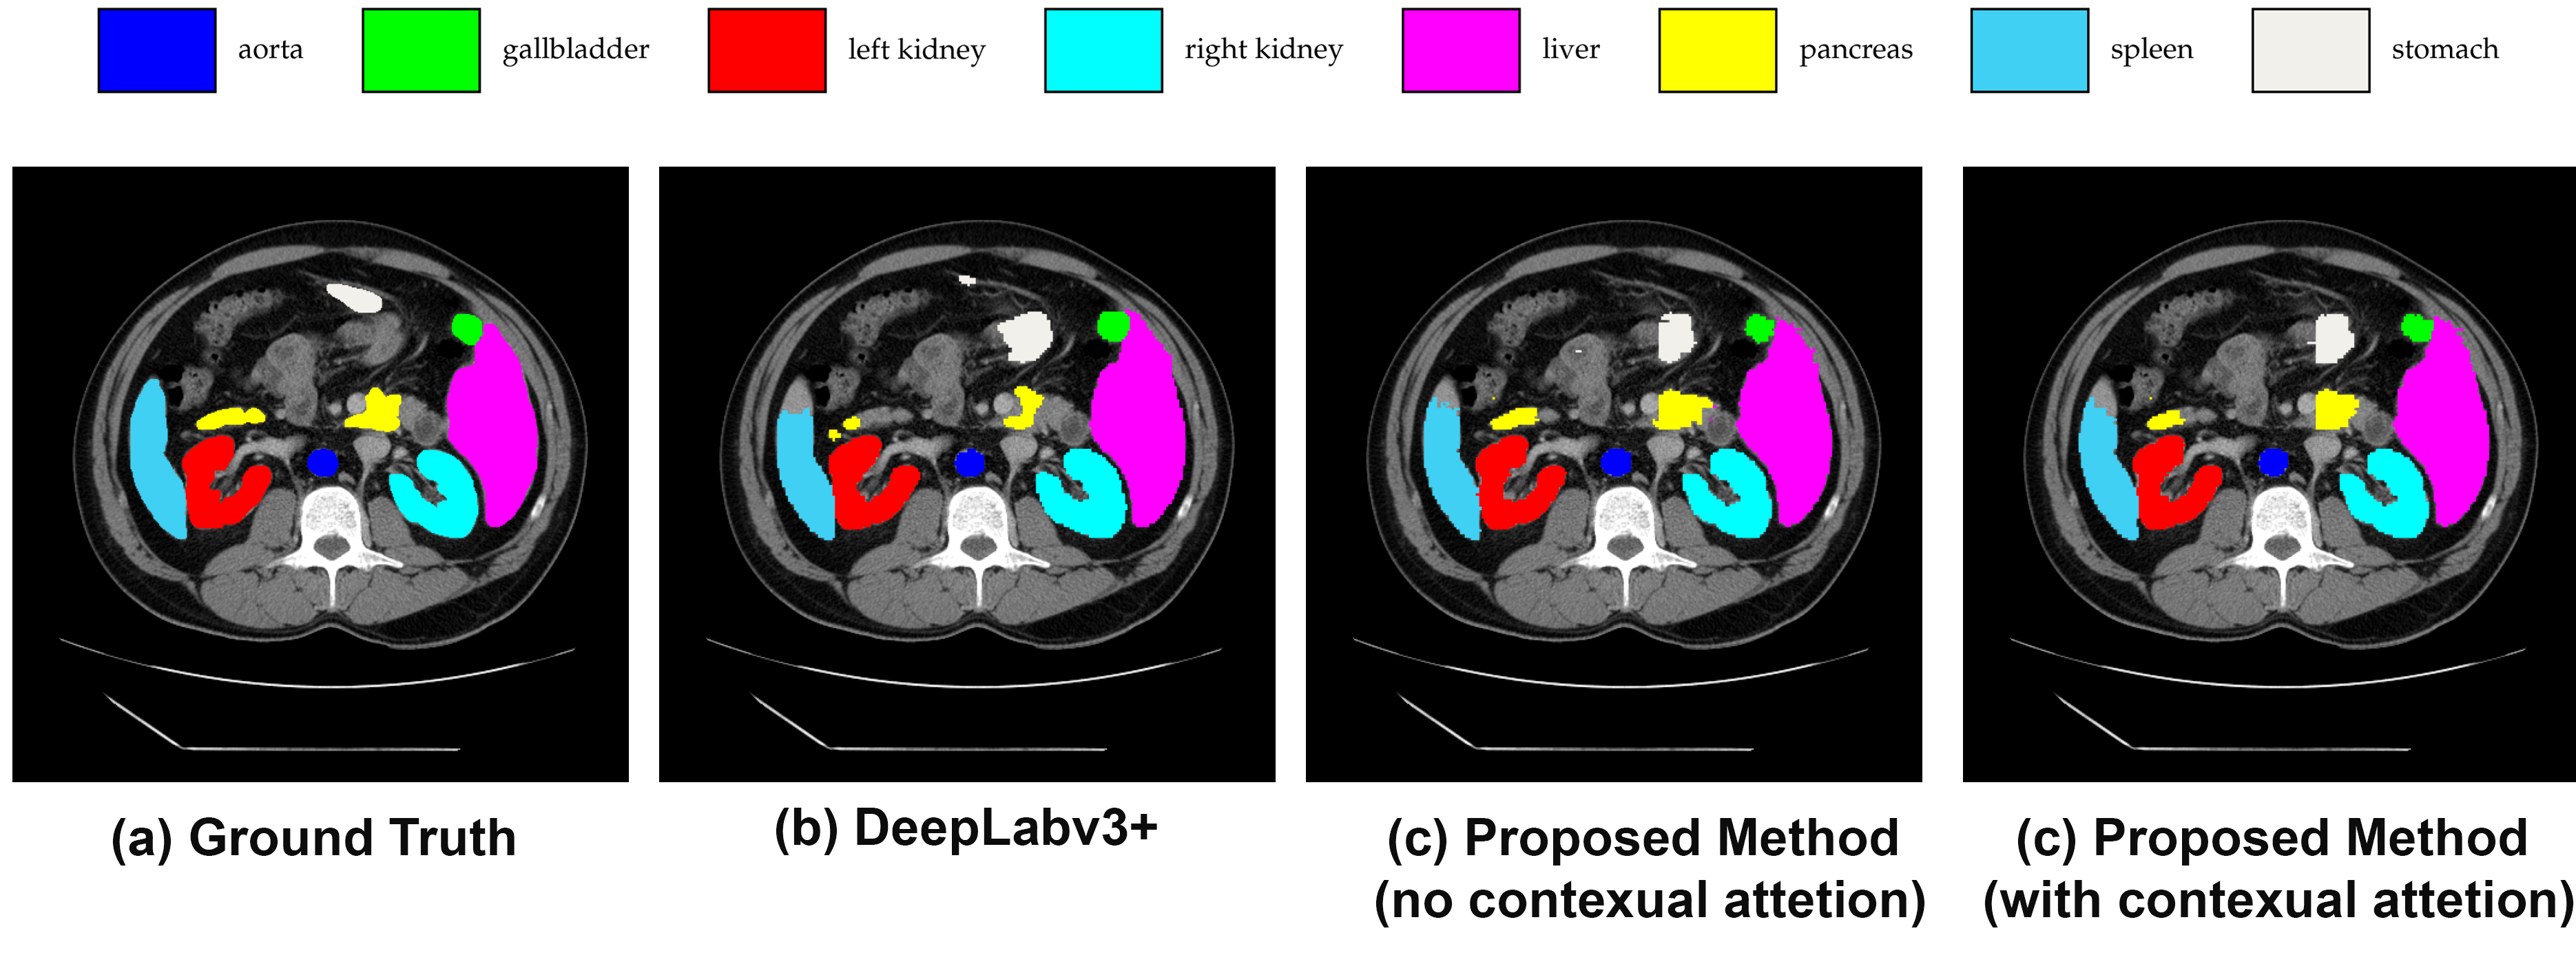 aorta gallbladder left kidney right kidney liver pancreas spleen stomach
(a) Ground Truth
(b) DeepLabv3+
(c) Proposed Method
(no contexual attetion)
(c) Proposed Method
(with contexual attetion)